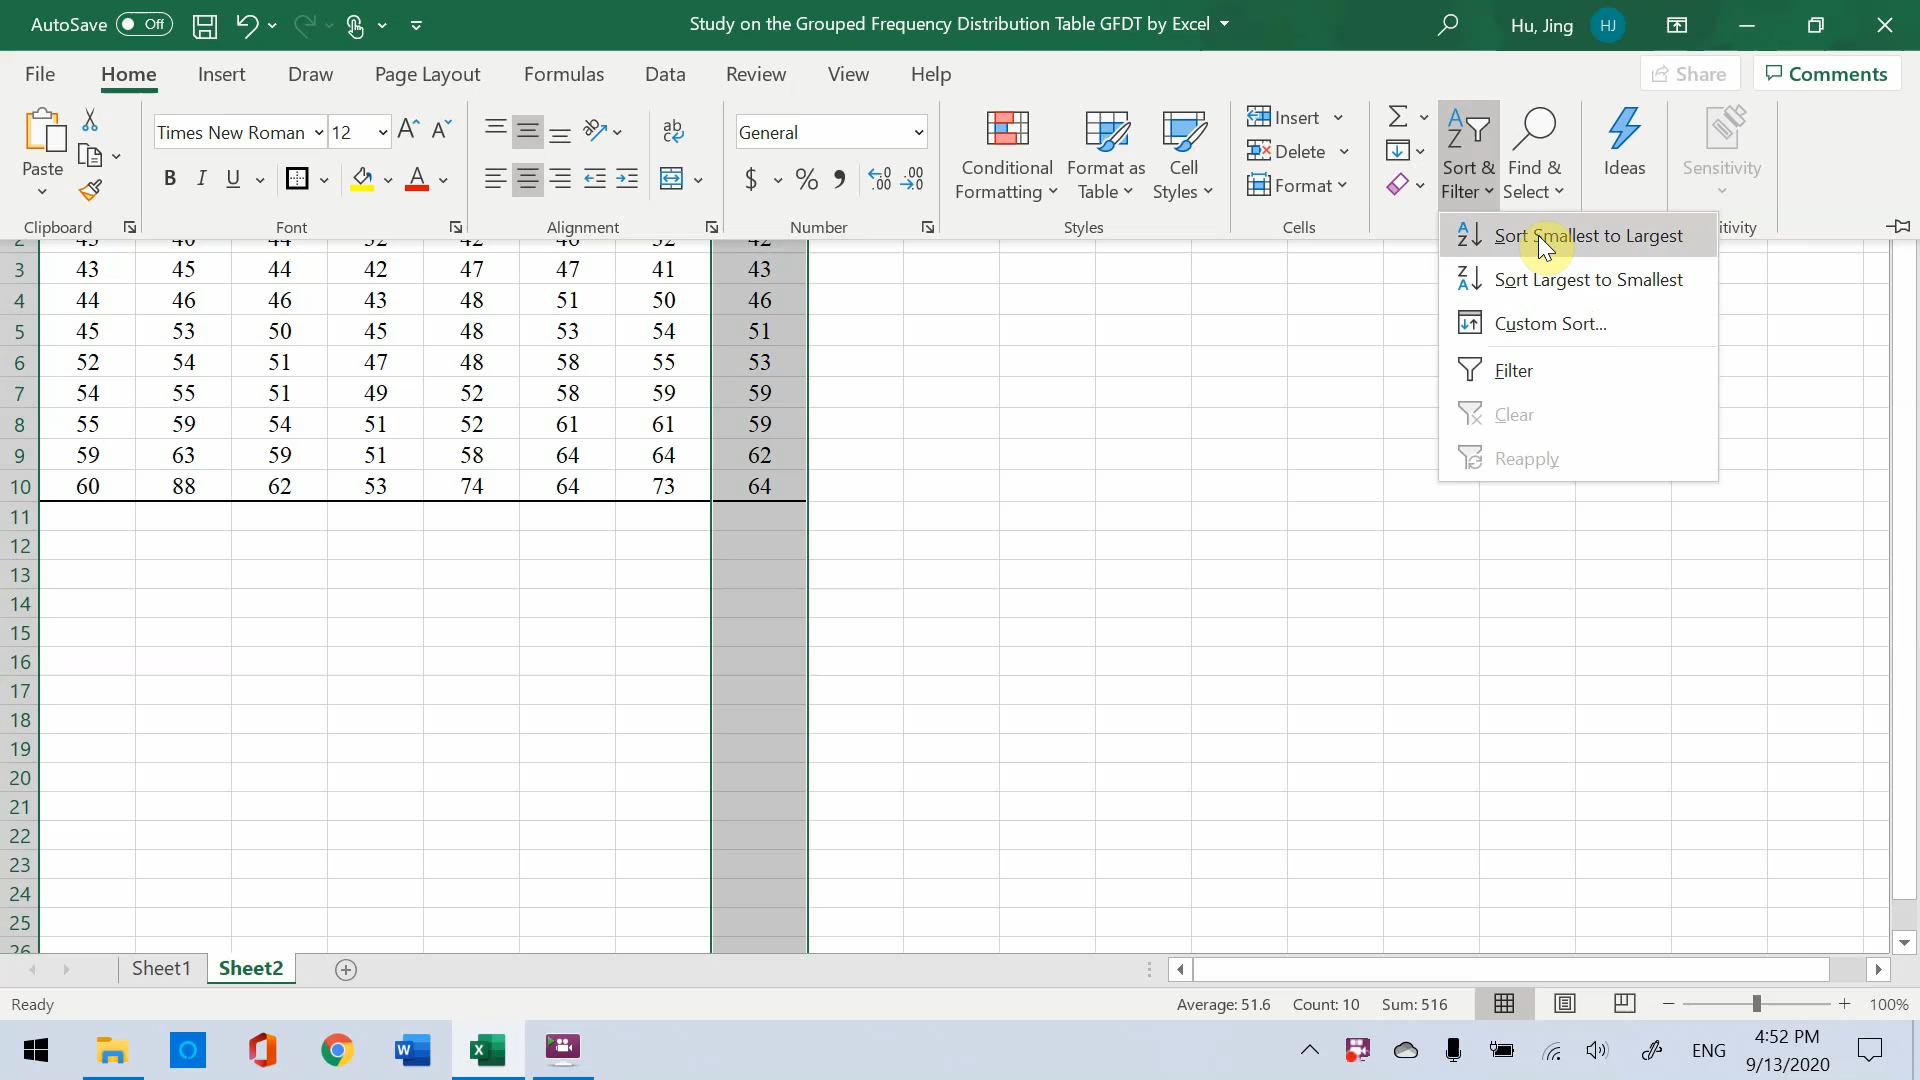 AutoSave Off Study on the Grouped Frequency Distribution Table GFDT by Excel Hu, Jing HJ
File Home Insert Draw Page Layout Formulas Data Review View Help Share Comments
Times New Roman 12 General Insert
Paste Conditional Format as Cell Delete Sort & Find & Ideas Sensitivity
B I U $ % Formatting Table Styles Format Filter Select
Clipboard Font Alignment Number Styles Cells
Sort Smallest to Largest
Sort Largest to Smallest
Custom Sort...
Filter
Clear
Reapply
3 43 45 44 42 47 47 41 43
4 44 46 46 43 48 51 50 46
5 45 53 50 45 48 53 54 51
6 52 54 51 47 48 58 55 53
7 54 55 51 49 52 58 59 59
8 55 59 54 51 52 61 61 59
9 59 63 59 51 58 64 64 62
10 60 88 62 53 74 64 73 64
11
12
13
14
15
16
17
18
19
20
21
22
23
24
25
26
Sheet1 Sheet2
Ready Average: 51.6 Count: 10 Sum: 516 100%
ENG 4:52 PM
9/13/2020